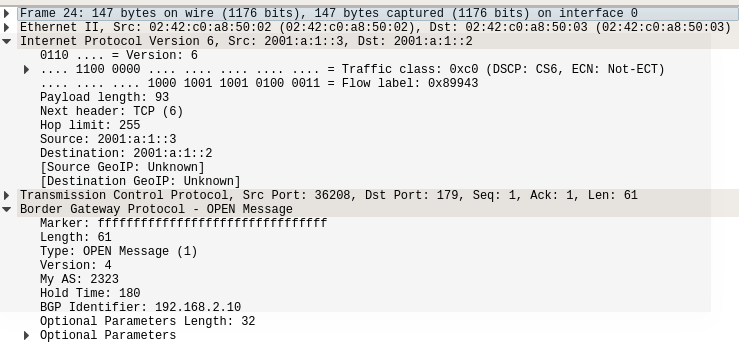 Frame 24: 147 bytes on wire (1176 bits), 147 bytes captured (1176 bits) on interface 0
Ethernet II, Src: 02:42:c0:a8:50:02 (02:42:c0:a8:50:02), Dst: 02:42:c0:a8:50:03 (02:42:c0:a8:50:03)
Internet Protocol Version 6, Src: 2001:a:1::3, Dst: 2001:a:1::2
0110 .... = Version: 6
.... 1100 0000 .... .... .... .... .... = Traffic class: 0xc0 (DSCP: CS6, ECN: Not-ECT)
.... .... .... 1000 1001 1001 0100 0011 = Flow label: 0x89943
Payload length: 93
Next header: TCP (6)
Hop limit: 255
Source: 2001:a:1::3
Destination: 2001:a:1::2
[Source GeoIP: Unknown]
[Destination GeoIP: Unknown]
Transmission Control Protocol, Src Port: 36208, Dst Port: 179, Seq: 1, Ack: 1, Len: 61
Border Gateway Protocol - OPEN Message
Marker: ffffffffffffffffffffffffffffffff
Length: 61
Type: OPEN Message (1)
Version: 4
My AS: 2323
Hold Time: 180
BGP Identifier: 192.168.2.10
Optional Parameters Length: 32
Optional Parameters